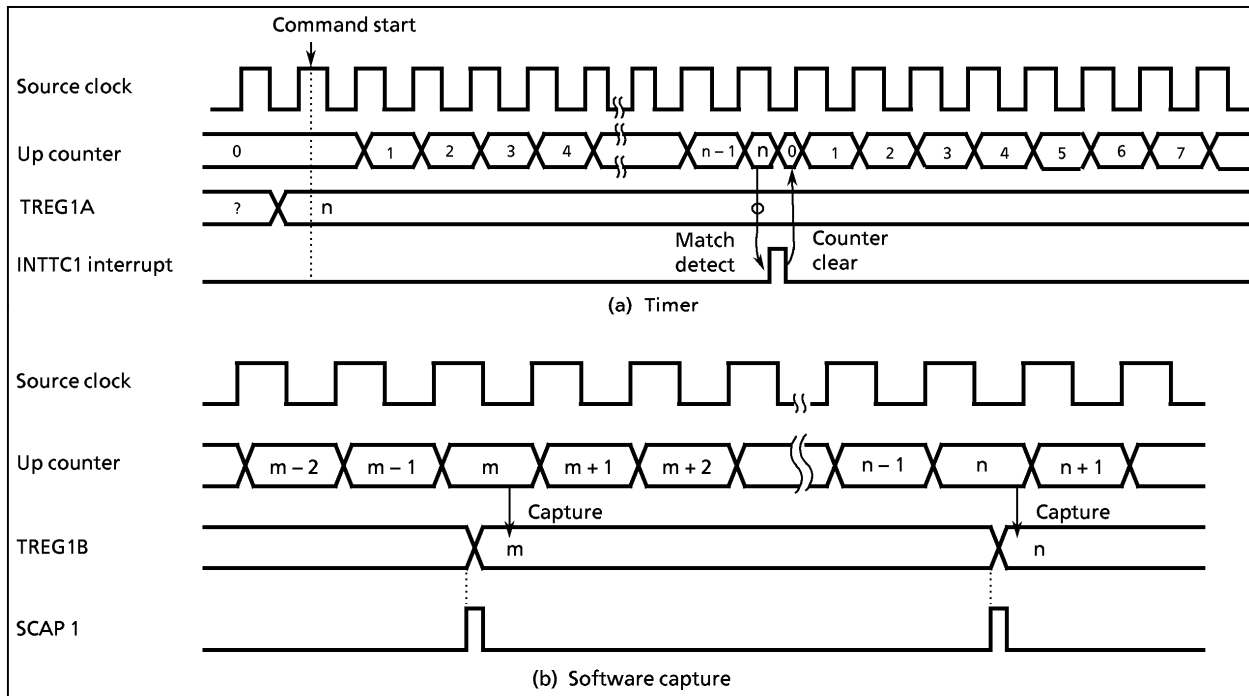 Command start
Source clock
Up counter 0 1 2 3 4 n – 1 n 0 1 2 3 4 5 6 7
TREG1A ? n
Match detect
Counter clear
INTTC1 interrupt
(a) Timer
Source clock
Up counter m – 2 m – 1 m m + 1 m + 2 n – 1 n n + 1
Capture Capture
TREG1B m n
SCAP 1
(b) Software capture